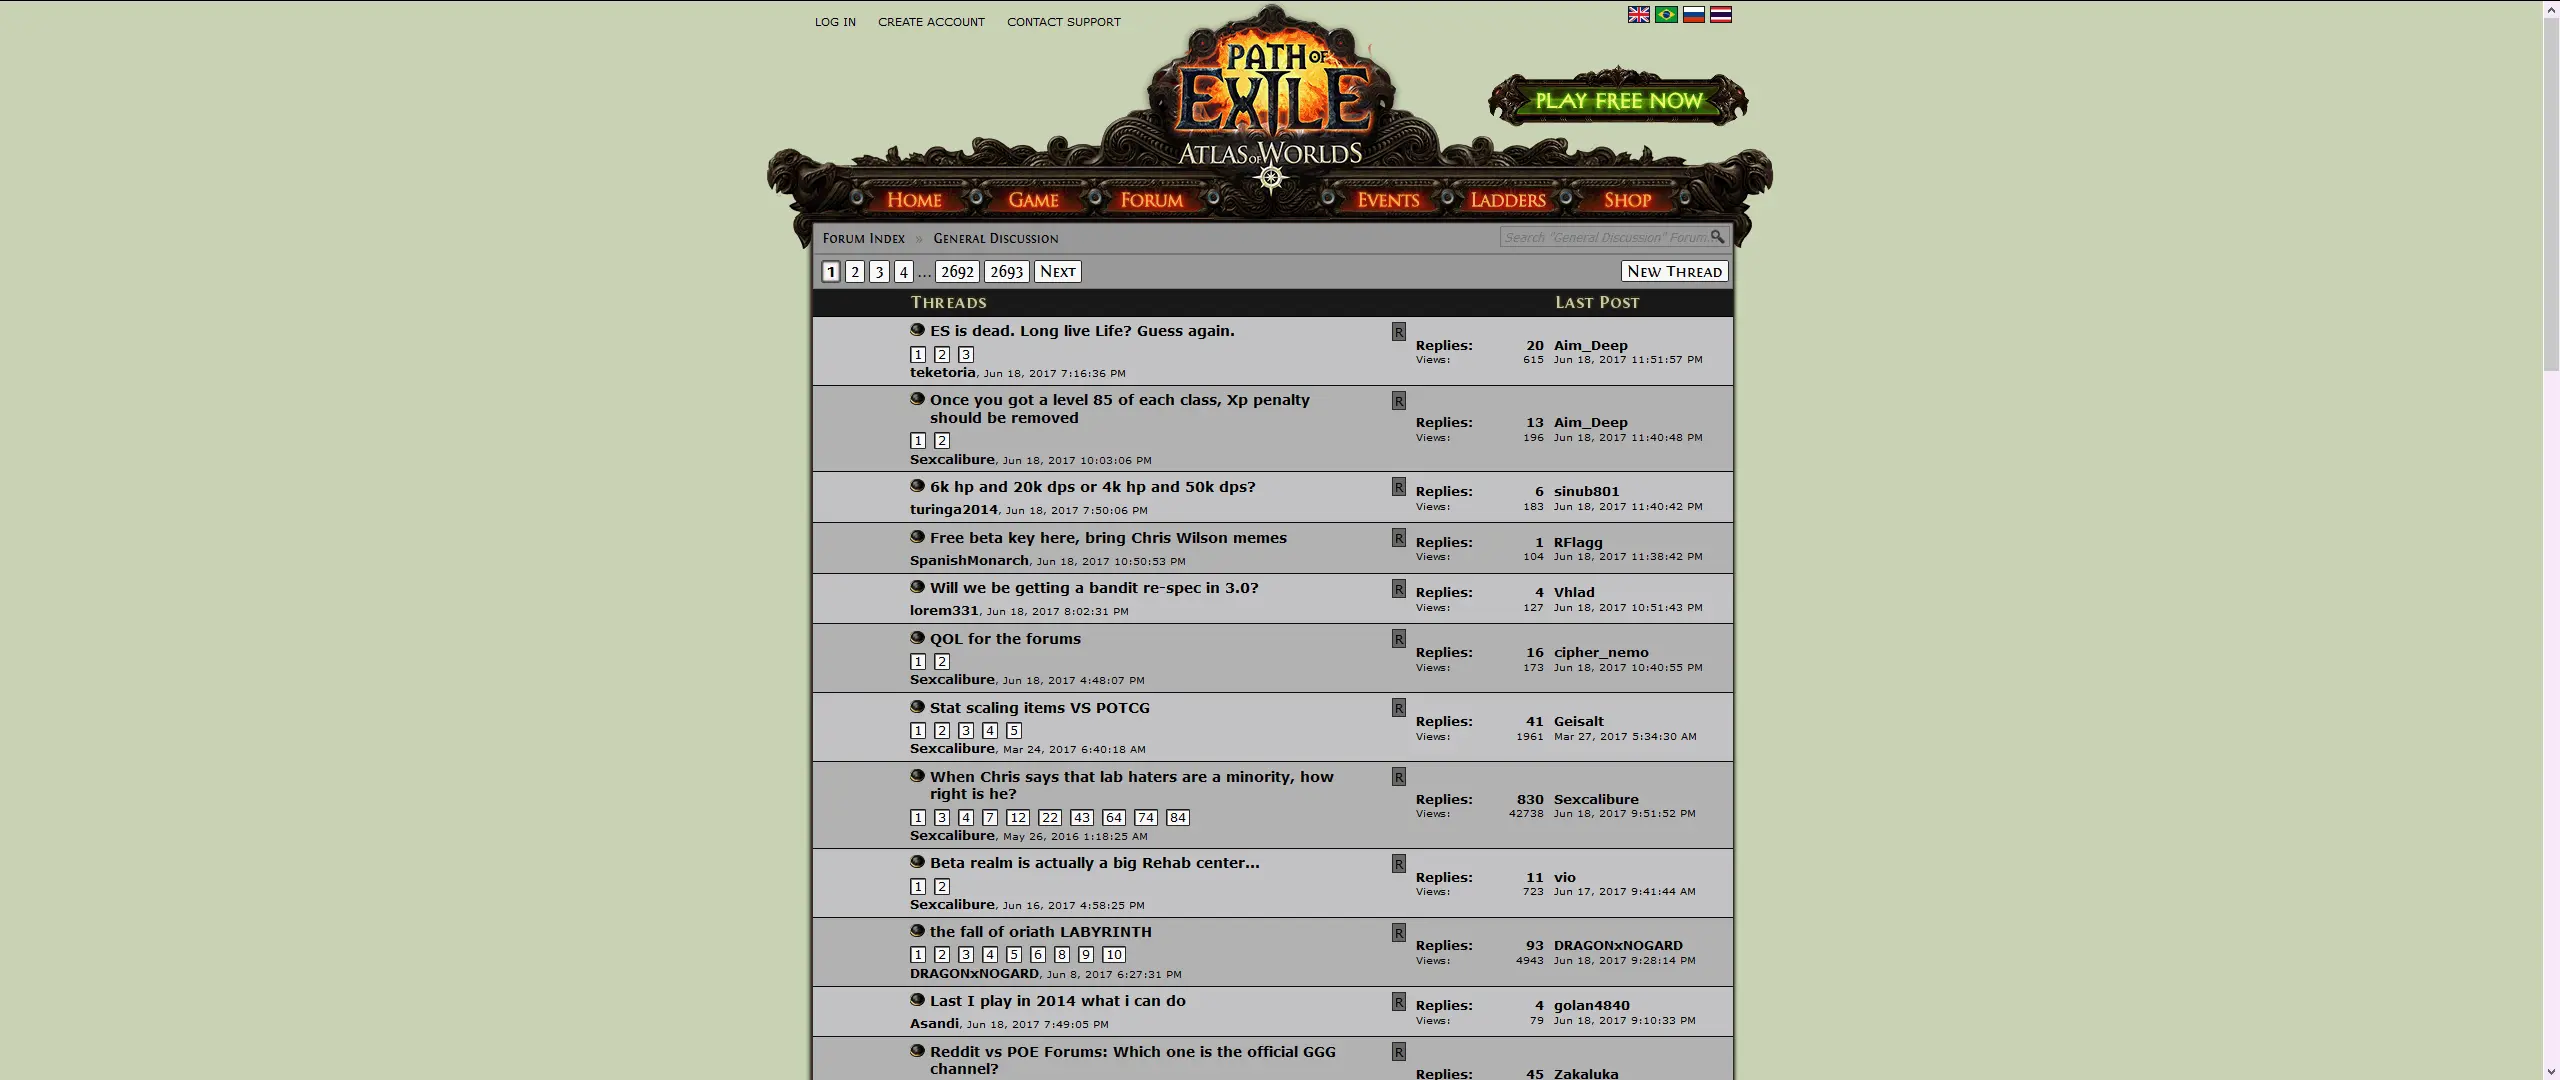 LOG IN CREATE ACCOUNT CONTACT SUPPORT
PATH OF EXILE
ATLAS OF WORLDS
PLAY FREE NOW
HOME GAME FORUM EVENTS LADDERS SHOP
FORUM INDEX » GENERAL DISCUSSION Search "General Discussion" Forum...
1 2 3 4 ... 2692 2693 NEXT NEW THREAD
THREADS LAST POST
ES is dead. Long live Life? Guess again. R
Replies: 20 Aim_Deep
1 2 3
Views: 615 Jun 18, 2017 11:51:57 PM
teketoria, Jun 18, 2017 7:16:36 PM
Once you got a level 85 of each class, Xp penalty R
should be removed
Replies: 13 Aim_Deep
Views: 196 Jun 18, 2017 11:40:48 PM
1 2
Sexcalibure, Jun 18, 2017 10:03:06 PM
6k hp and 20k dps or 4k hp and 50k dps? R
Replies: 6 sinub801
Views: 183 Jun 18, 2017 11:40:42 PM
turinga2014, Jun 18, 2017 7:50:06 PM
Free beta key here, bring Chris Wilson memes R
Replies: 1 RFlagg
Views: 104 Jun 18, 2017 11:38:42 PM
SpanishMonarch, Jun 18, 2017 10:50:53 PM
Will we be getting a bandit re-spec in 3.0? R
Replies: 4 Vhlad
Views: 127 Jun 18, 2017 10:51:43 PM
lorem331, Jun 18, 2017 8:02:31 PM
QOL for the forums R
Replies: 16 cipher_nemo
1 2
Views: 173 Jun 18, 2017 10:40:55 PM
Sexcalibure, Jun 18, 2017 4:48:07 PM
Stat scaling items VS POTCG R
Replies: 41 Geisalt
1 2 3 4 5
Views: 1961 Mar 27, 2017 5:34:30 AM
Sexcalibure, Mar 24, 2017 6:40:18 AM
When Chris says that lab haters are a minority, how R
right is he?
Replies: 830 Sexcalibure
Views: 42738 Jun 18, 2017 9:51:52 PM
1 3 4 7 12 22 43 64 74 84
Sexcalibure, May 26, 2016 1:18:25 AM
Beta realm is actually a big Rehab center... R
Replies: 11 vio
1 2
Views: 723 Jun 17, 2017 9:41:44 AM
Sexcalibure, Jun 16, 2017 4:58:25 PM
the fall of oriath LABYRINTH R
Replies: 93 DRAGONxNOGARD
1 2 3 4 5 6 8 9 10
Views: 4943 Jun 18, 2017 9:28:14 PM
DRAGONxNOGARD, Jun 8, 2017 6:27:31 PM
Last I play in 2014 what i can do R
Replies: 4 golan4840
Views: 79 Jun 18, 2017 9:10:33 PM
Asandi, Jun 18, 2017 7:49:05 PM
Reddit vs POE Forums: Which one is the official GGG R
channel?
Replies: 45 Zakaluka